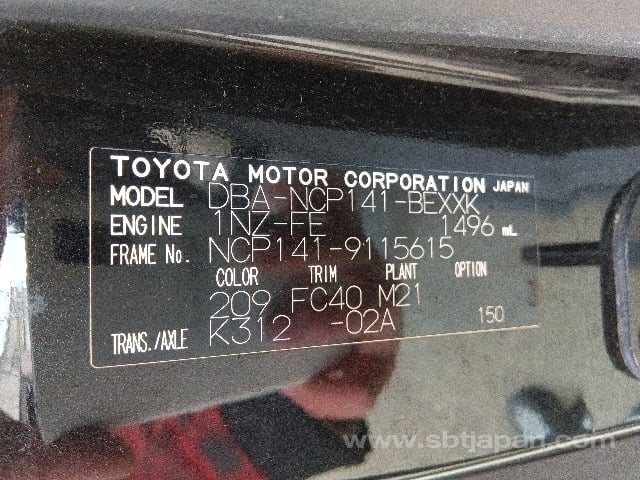 TOYOTA MOTOR CORPORATION JAPAN
MODEL DBA-NCP141-BEXXK
ENGINE 1NZ-FE 1496 mL
FRAME No. NCP141-9115615
COLOR TRIM PLANT OPTION
209 FC40 M21
TRANS./AXLE K312 -02A 150
www.sbtjapan.com